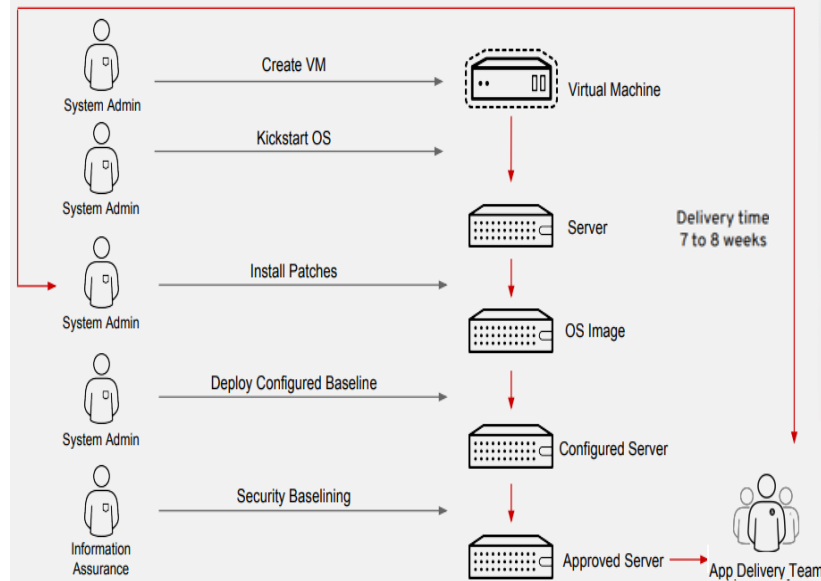 Create VM
System Admin
Virtual Machine
Kickstart OS
System Admin
Server
Delivery time
7 to 8 weeks
Install Patches
System Admin
OS Image
Deploy Configured Baseline
System Admin
Configured Server
Security Baselining
Information
Assurance
Approved Server
App Delivery Team